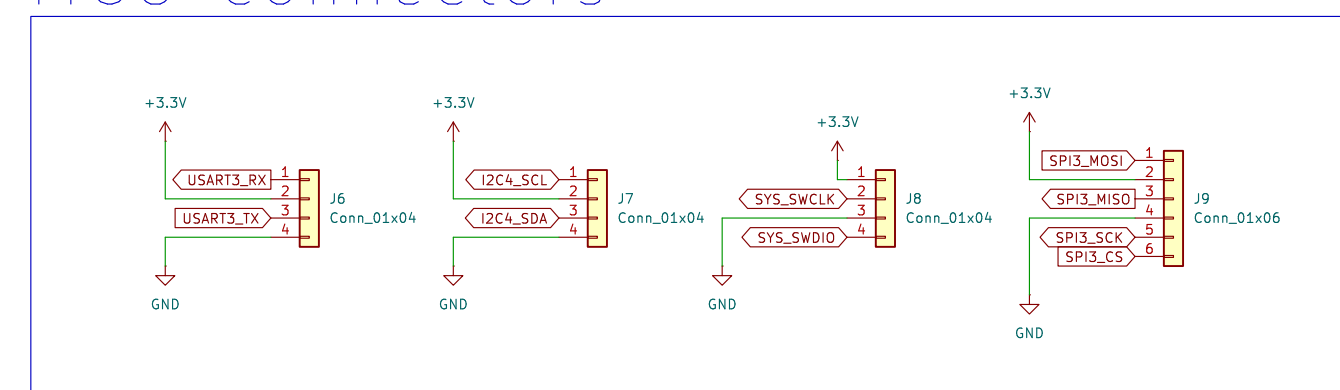 +3.3V
USART3_RX
1
2
USART3_TX
3
4
J6
Conn_01x04
GND
+3.3V
I2C4_SCL
1
2
I2C4_SDA
3
4
J7
Conn_01x04
GND
+3.3V
1
SYS_SWCLK
2
3
SYS_SWDIO
4
J8
Conn_01x04
GND
+3.3V
SPI3_MOSI
1
2
SPI3_MISO
3
4
SPI3_SCK
5
SPI3_CS
6
J9
Conn_01x06
GND